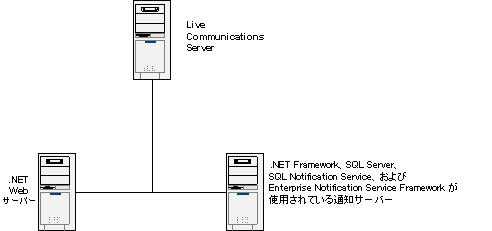 Live
Communications
Server
.NET
Web
サーバー
.NET Framework、SQL Server、
SQL Notification Service、および
Enterprise Notification Service Framework が
使用されている通知サーバー